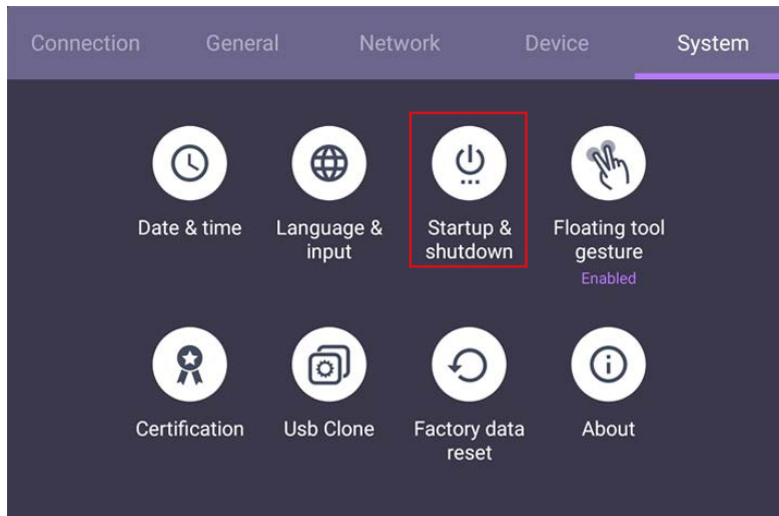 Connection General Network Device System
Date & time
Language &
input
Startup &
shutdown
Floating tool
gesture
Enabled
Certification
Usb Clone
Factory data
reset
About